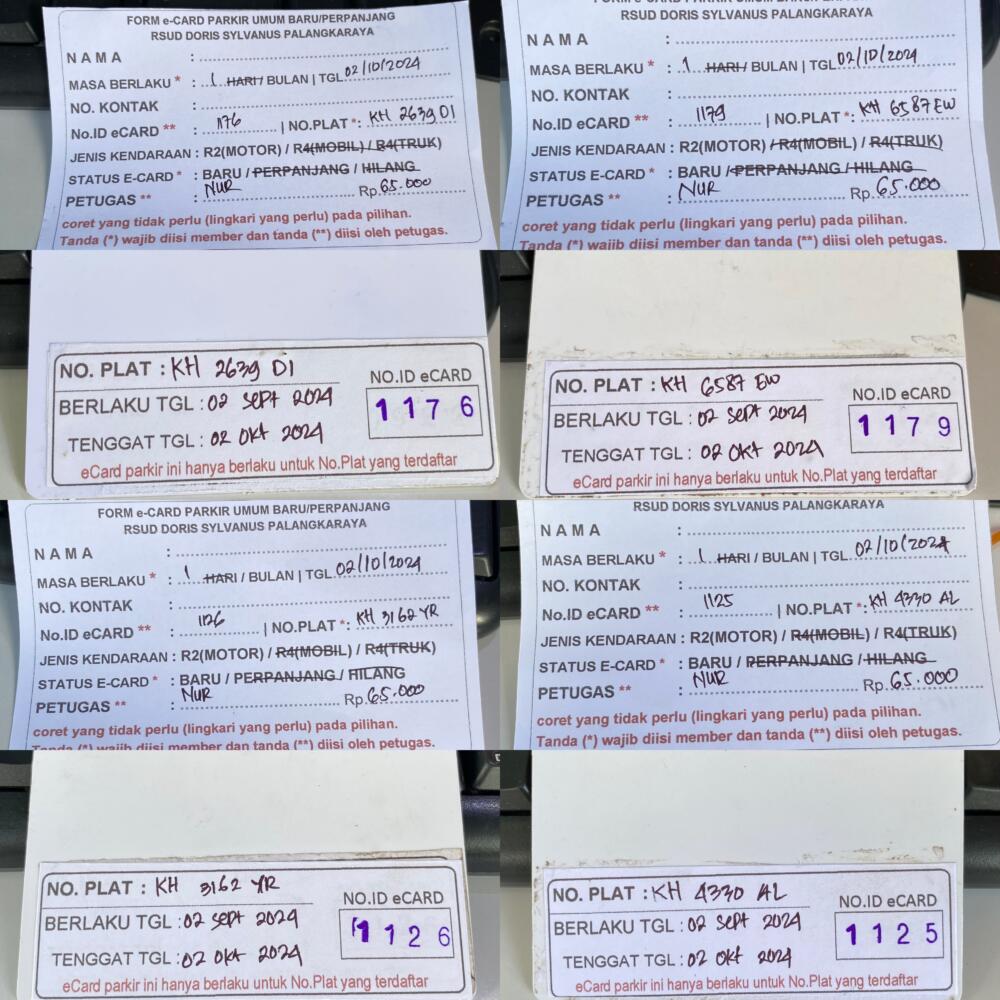 FORM e-CARD PARKIR UMUM BARU/PERPANJANG
RSUD DORIS SYLVANUS PALANGKARAYA
NAMA :
MASA BERLAKU * : 1 HARI / BULAN | TGL 02/10/2024
NO. KONTAK :
No.ID eCARD ** : 1176 | NO.PLAT *: KH 2639 DI
JENIS KENDARAAN : R2(MOTOR) / R4(MOBIL) / R4(TRUK)
STATUS E-CARD * : BARU / PERPANJANG / HILANG
PETUGAS ** : NUR Rp.65.000
coret yang tidak perlu (lingkari yang perlu) pada pilihan.
Tanda (*) wajib diisi member dan tanda (**) diisi oleh petugas.
RSUD DORIS SYLVANUS PALANGKARAYA
NAMA :
MASA BERLAKU * : 1 HARI / BULAN | TGL 02/10/2024
NO. KONTAK :
No.ID eCARD ** : 1179 | NO.PLAT *: KH 6587 EW
JENIS KENDARAAN : R2(MOTOR) / R4(MOBIL) / R4(TRUK)
STATUS E-CARD * : BARU / PERPANJANG / HILANG
PETUGAS ** : NUR Rp.65.000
coret yang tidak perlu (lingkari yang perlu) pada pilihan.
Tanda (*) wajib diisi member dan tanda (**) diisi oleh petugas.
NO. PLAT : KH 2639 DI
BERLAKU TGL : 02 SEPT 2024
TENGGAT TGL : 02 OKT 2024
NO.ID eCARD
1176
eCard parkir ini hanya berlaku untuk No.Plat yang terdaftar
NO. PLAT : KH 6587 EW
BERLAKU TGL : 02 SEPT 2024
TENGGAT TGL : 02 OKT 2024
NO.ID eCARD
1179
eCard parkir ini hanya berlaku untuk No.Plat yang terdaftar
FORM e-CARD PARKIR UMUM BARU/PERPANJANG
RSUD DORIS SYLVANUS PALANGKARAYA
NAMA :
MASA BERLAKU * : 1 HARI / BULAN | TGL 02/10/2024
NO. KONTAK :
No.ID eCARD ** : 1126 | NO.PLAT *: KH 3162 YR
JENIS KENDARAAN : R2(MOTOR) / R4(MOBIL) / R4(TRUK)
STATUS E-CARD * : BARU / PERPANJANG / HILANG
PETUGAS ** : NUR Rp.65.000
coret yang tidak perlu (lingkari yang perlu) pada pilihan.
Tanda (*) wajib diisi member dan tanda (**) diisi oleh petugas.
RSUD DORIS SYLVANUS PALANGKARAYA
NAMA :
MASA BERLAKU * : 1 HARI / BULAN | TGL 02/10/2024
NO. KONTAK :
No.ID eCARD ** : 1125 | NO.PLAT *: KH 4330 AL
JENIS KENDARAAN : R2(MOTOR) / R4(MOBIL) / R4(TRUK)
STATUS E-CARD * : BARU / PERPANJANG / HILANG
PETUGAS ** : NUR Rp.65.000
coret yang tidak perlu (lingkari yang perlu) pada pilihan.
Tanda (*) wajib diisi member dan tanda (**) diisi oleh petugas.
NO. PLAT : KH 3162 YR
BERLAKU TGL : 02 SEPT 2024
TENGGAT TGL : 02 OKT 2024
NO.ID eCARD
1126
eCard parkir ini hanya berlaku untuk No.Plat yang terdaftar
NO. PLAT : KH 4330 AL
BERLAKU TGL : 02 SEPT 2024
TENGGAT TGL : 02 OKT 2024
NO.ID eCARD
1125
eCard parkir ini hanya berlaku untuk No.Plat yang terdaftar